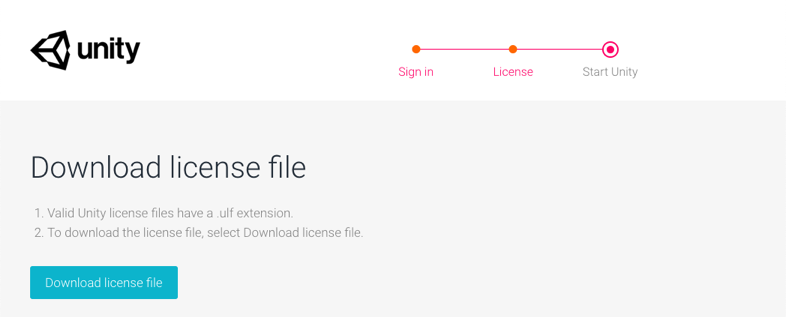 unity
Sign in
License
Start Unity
Download license file
1. Valid Unity license files have a .ulf extension.
2. To download the license file, select Download license file.
Download license file